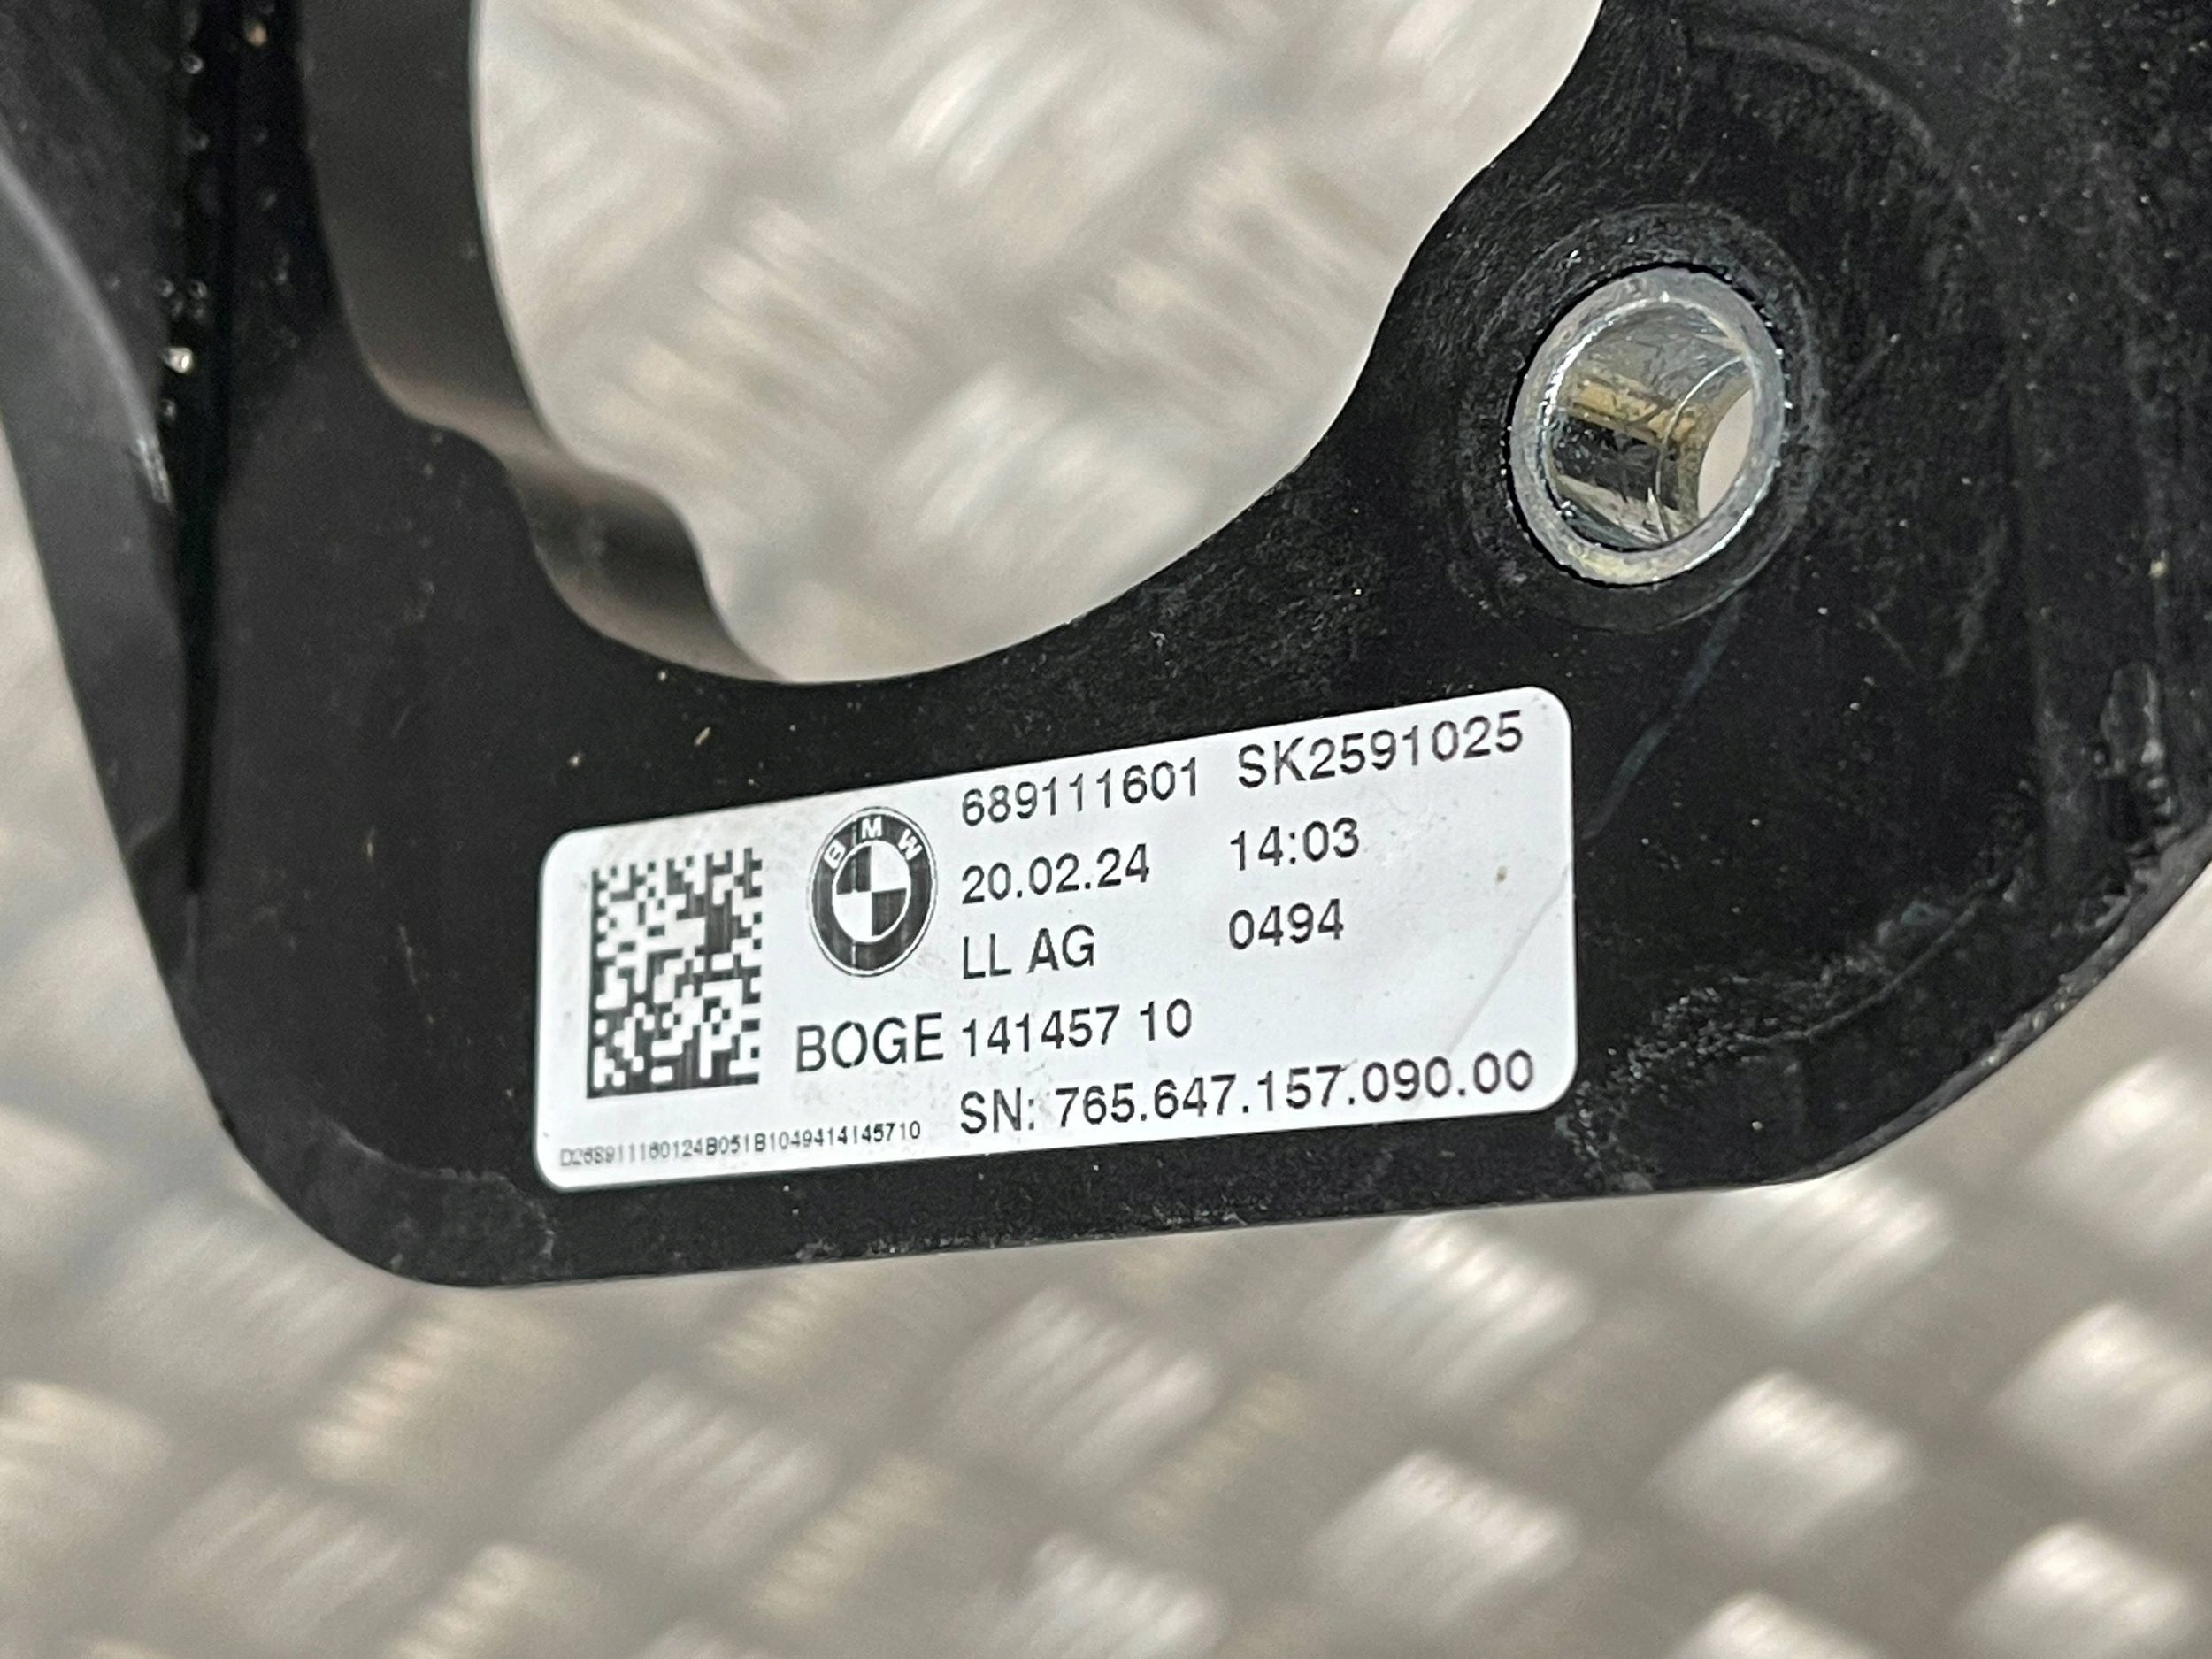 689111601 SK2591025
BMW
20.02.24 14:03
LL AG 0494
BOGE 141457 10
SN: 765.647.157.090.00
D268911160124B051B1049414145710